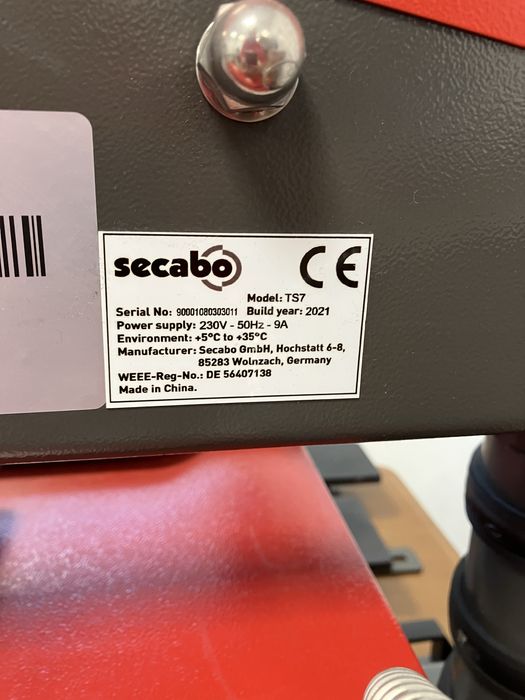 secabo CE
Model: TS7
Serial No: 90001080303011 Build year: 2021
Power supply: 230V - 50Hz - 9A
Environment: +5°C to +35°C
Manufacturer: Secabo GmbH, Hochstatt 6-8,
85283 Wolnzach, Germany
WEEE-Reg-No.: DE 56407138
Made in China.